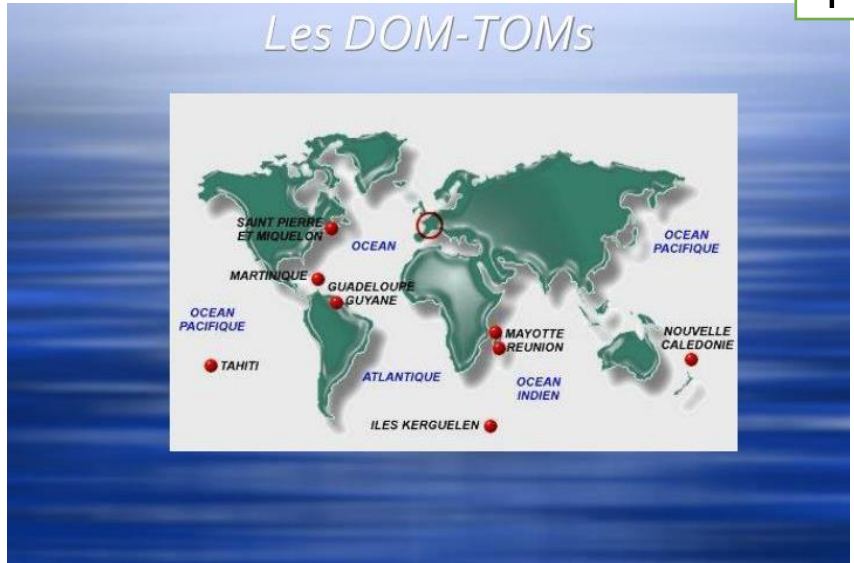 Les DOM-TOMs
SAINT PIERRE
ET MIQUELON
OCEAN
OCEAN
PACIFIQUE
MARTINIQUE
GUADELOUPE
GUYANE
OCEAN
PACIFIQUE
MAYOTTE
REUNION
NOUVELLE
CALEDONIE
TAHITI
ATLANTIQUE
OCEAN
INDIEN
ILES KERGUELEN